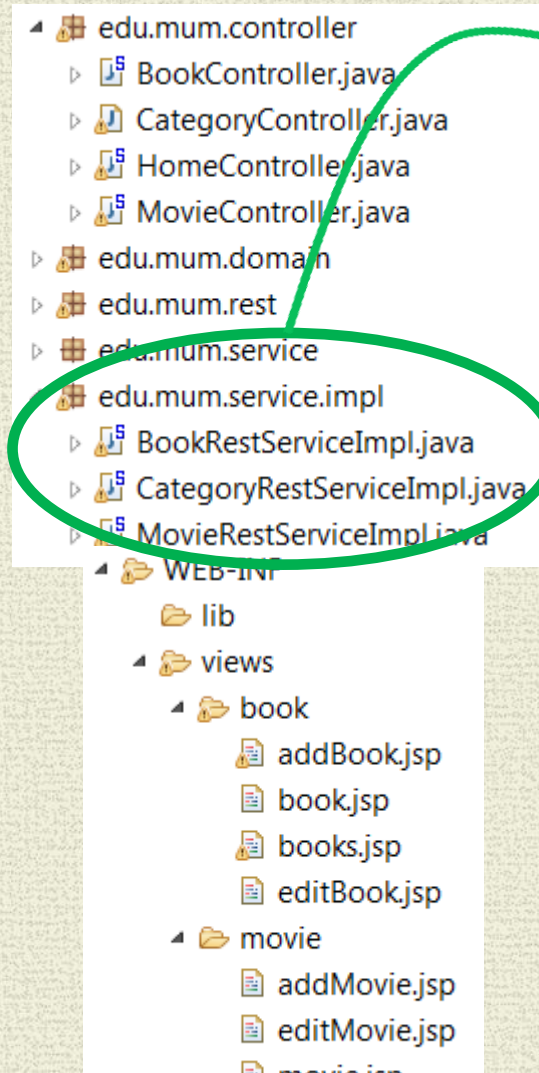 edu.mum.controller
BookController.java
CategoryController.java
HomeController.java
MovieController.java
edu.mum.domain
edu.mum.rest
edu.mum.service
edu.mum.service.impl
BookRestServiceImpl.java
CategoryRestServiceImpl.java
MovieRestServiceImpl.java
WEB-INF
lib
views
book
addBook.jsp
book.jsp
books.jsp
editBook.jsp
movie
addMovie.jsp
editMovie.jsp
movie.jsp